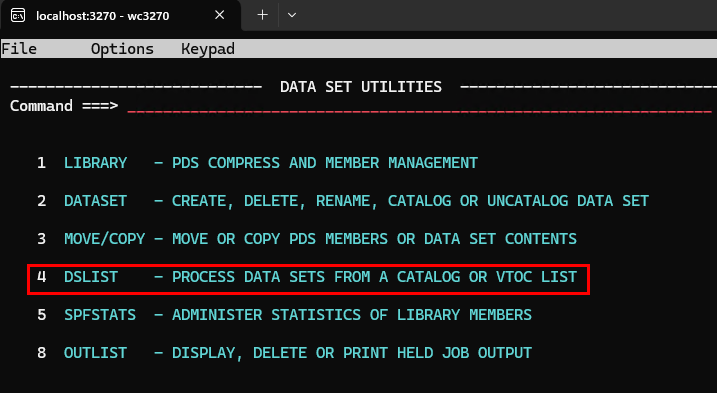 localhost:3270 - wc3270
File Options Keypad
---------------------------- DATA SET UTILITIES ----------------------------
Command ===> _________________________________________________________________
1 LIBRARY - PDS COMPRESS AND MEMBER MANAGEMENT
2 DATASET - CREATE, DELETE, RENAME, CATALOG OR UNCATALOG DATA SET
3 MOVE/COPY - MOVE OR COPY PDS MEMBERS OR DATA SET CONTENTS
4 DSLIST - PROCESS DATA SETS FROM A CATALOG OR VTOC LIST
5 SPFSTATS - ADMINISTER STATISTICS OF LIBRARY MEMBERS
8 OUTLIST - DISPLAY, DELETE OR PRINT HELD JOB OUTPUT